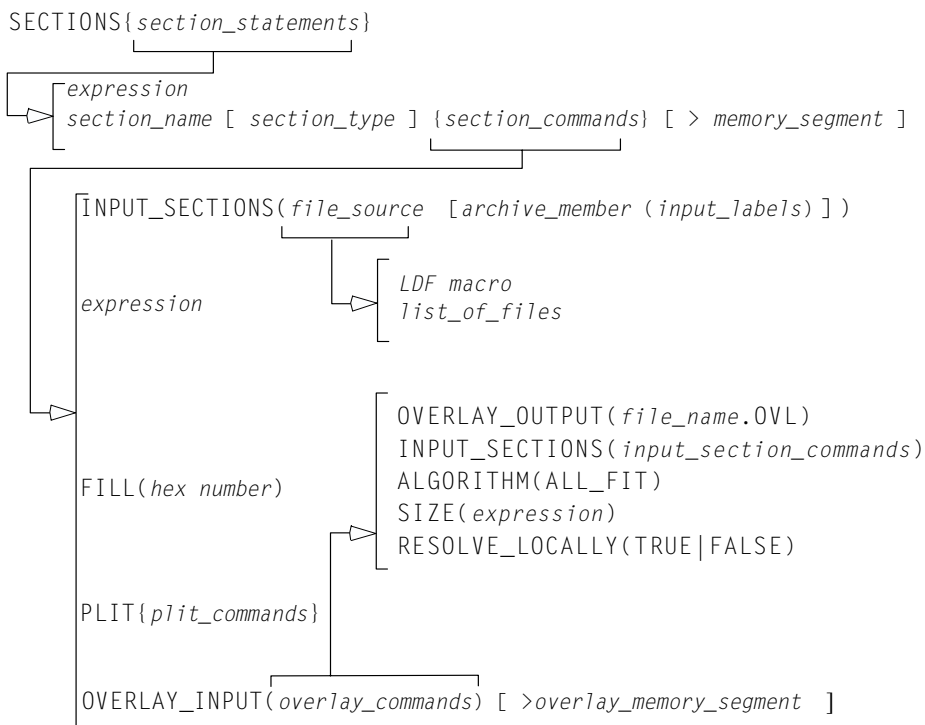 SECTIONS{section_statements}
expression
section_name [ section_type ] {section_commands} [ > memory_segment ]
INPUT_SECTIONS(file_source [archive_member (input_labels) ] )
LDF macro
expression
list_of_files
OVERLAY_OUTPUT(file_name.OVL)
INPUT_SECTIONS(input_section_commands)
FILL(hex number)
ALGORITHM(ALL_FIT)
SIZE(expression)
RESOLVE_LOCALLY(TRUE|FALSE)
PLIT{plit_commands}
OVERLAY_INPUT(overlay_commands) [ >overlay_memory_segment ]